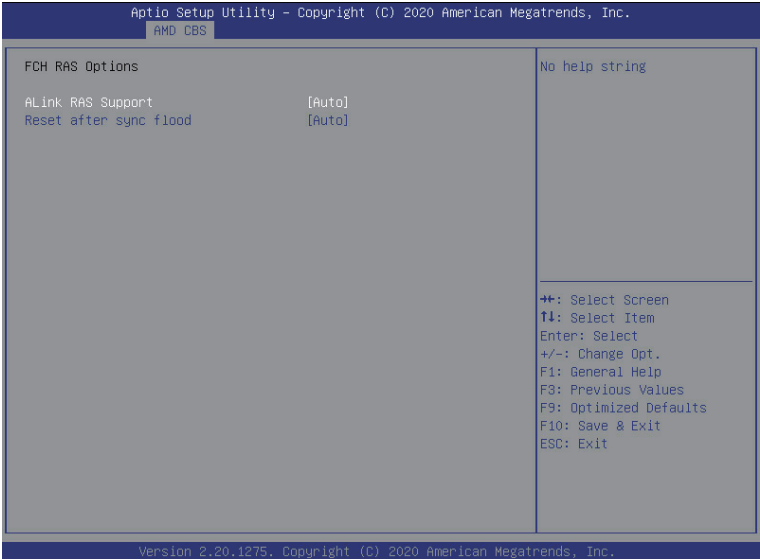 Aptio Setup Utility – Copyright (C) 2020 American Megatrends, Inc.
AMD CBS
FCH RAS Options
ALink RAS Support [Auto]
Reset after sync flood [Auto]
No help string
→←: Select Screen
↑↓: Select Item
Enter: Select
+/-: Change Opt.
F1: General Help
F3: Previous Values
F9: Optimized Defaults
F10: Save & Exit
ESC: Exit
Version 2.20.1275. Copyright (C) 2020 American Megatrends, Inc.